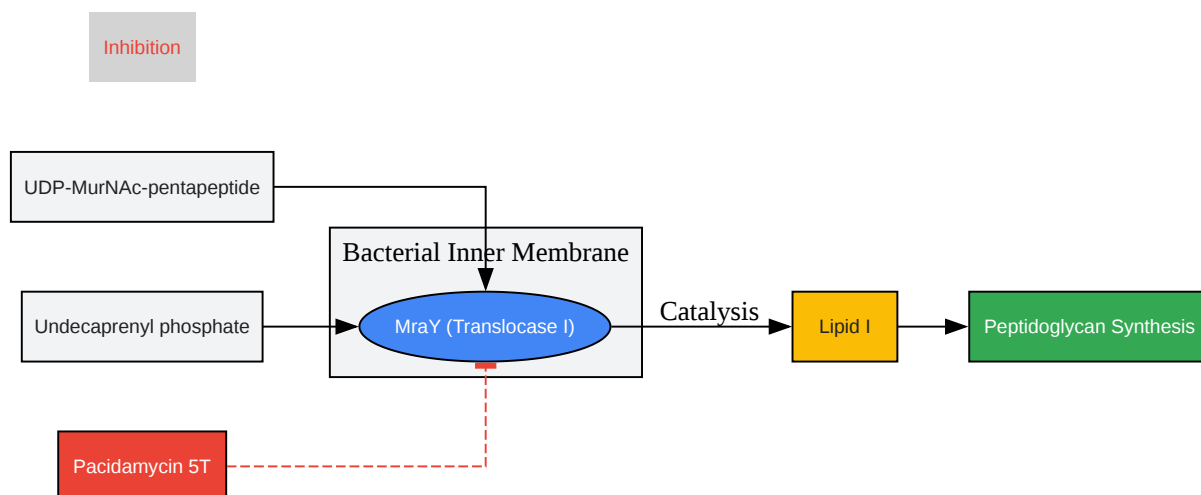 Inhibition
UDP-MurNAc-pentapeptide
Bacterial Inner Membrane
Undecaprenyl phosphate
MraY (Translocase I)
Catalysis
Lipid I
Peptidoglycan Synthesis
Pacidamycin 5T